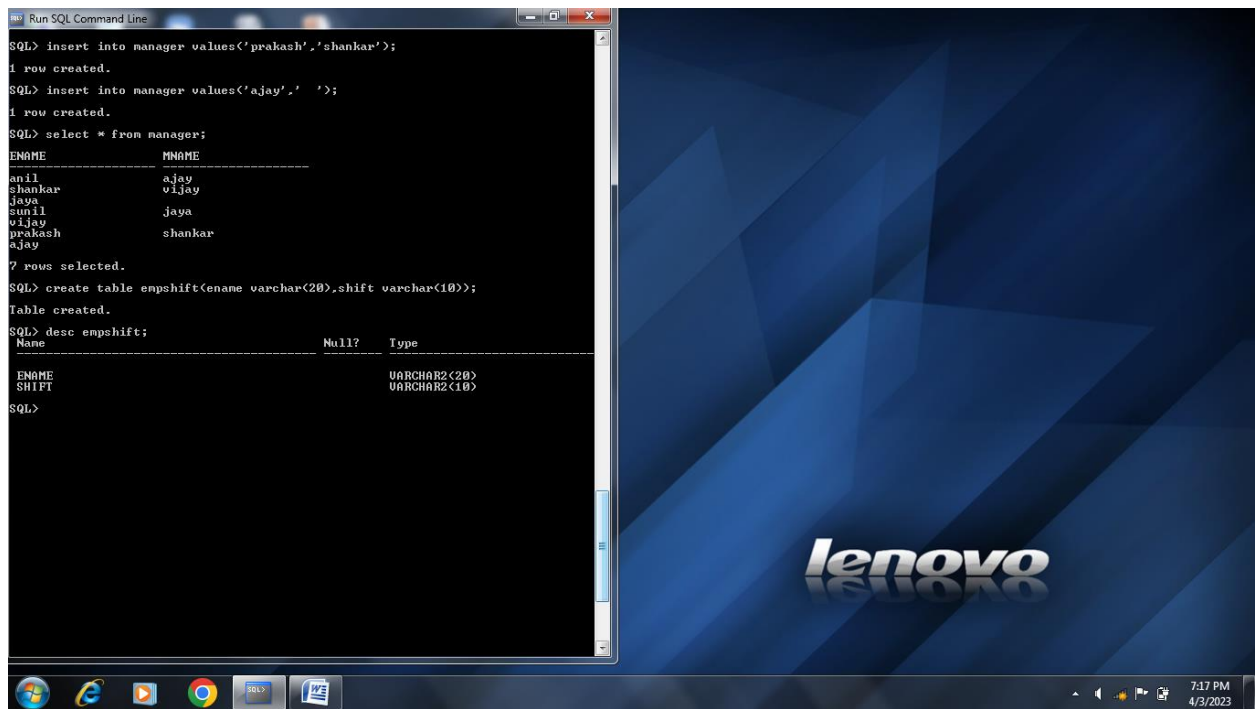 Run SQL Command Line
SQL> insert into manager values('prakash','shankar');
1 row created.
SQL> insert into manager values('ajay','  ');
1 row created.
SQL> select * from manager;
ENAME                MNAME
-------------------- --------------------
anil                 ajay
shankar              vijay
jaya
sunil                jaya
vijay
prakash              shankar
ajay
7 rows selected.
SQL> create table empshift(ename varchar(20),shift varchar(10));
Table created.
SQL> desc empshift;
 Name                                      Null?    Type
 ----------------------------------------- -------- ----------------------------
 ENAME                                              VARCHAR2(20)
 SHIFT                                              VARCHAR2(10)
SQL>
lenovo
SQL>
W
7:17 PM
4/3/2023